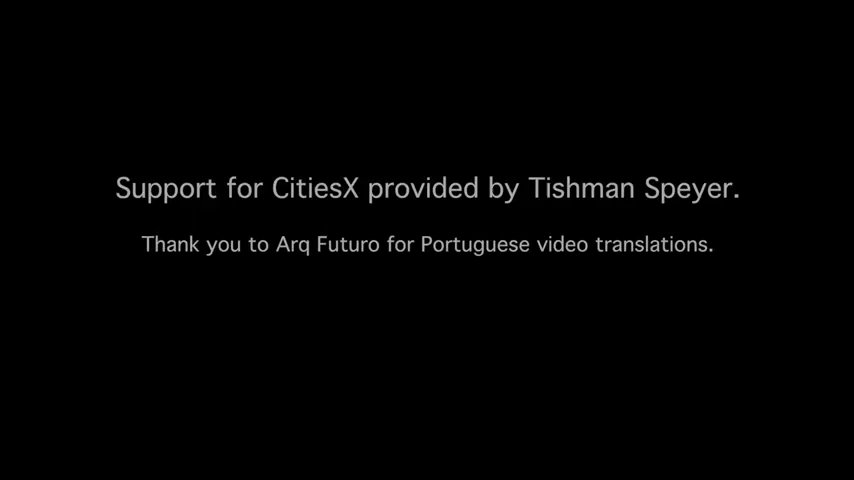 Support for CitiesX provided by Tishman Speyer.
Thank you to Arq Futuro for Portuguese video translations.